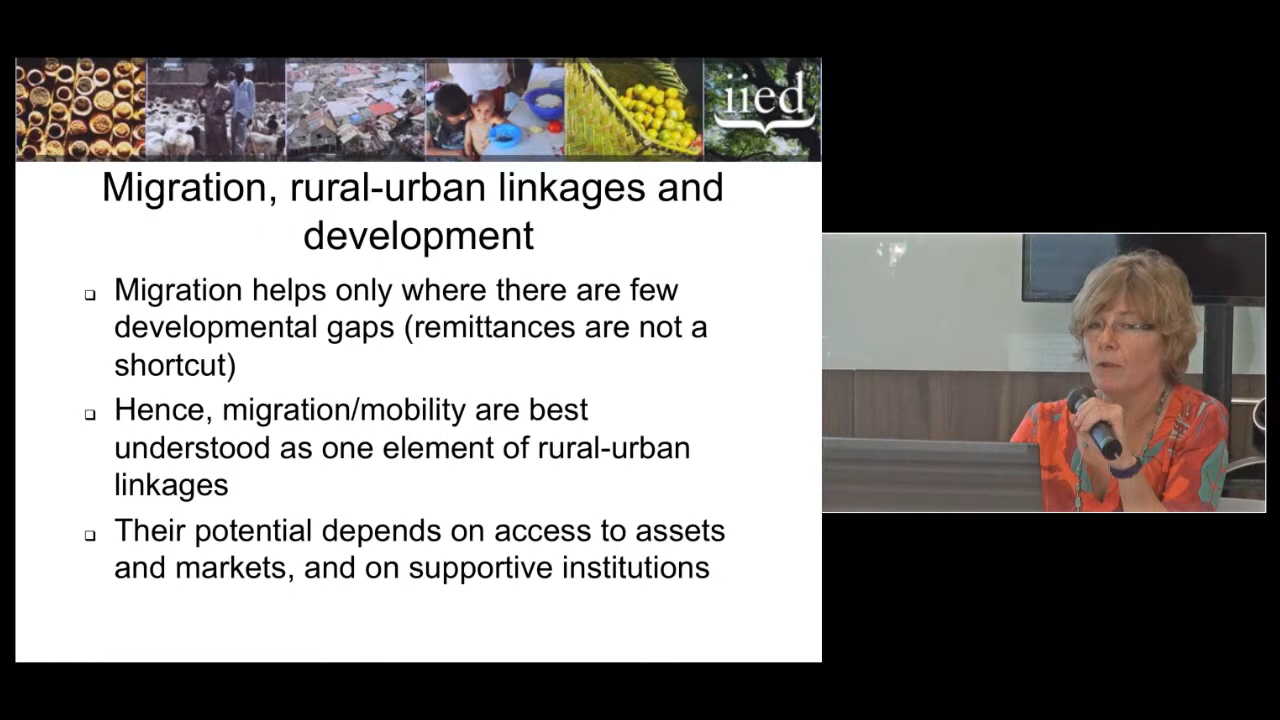 iied
Migration, rural-urban linkages and
development
Migration helps only where there are few
developmental gaps (remittances are not a
shortcut)
Hence, migration/mobility are best
understood as one element of rural-urban
linkages
Their potential depends on access to assets
and markets, and on supportive institutions